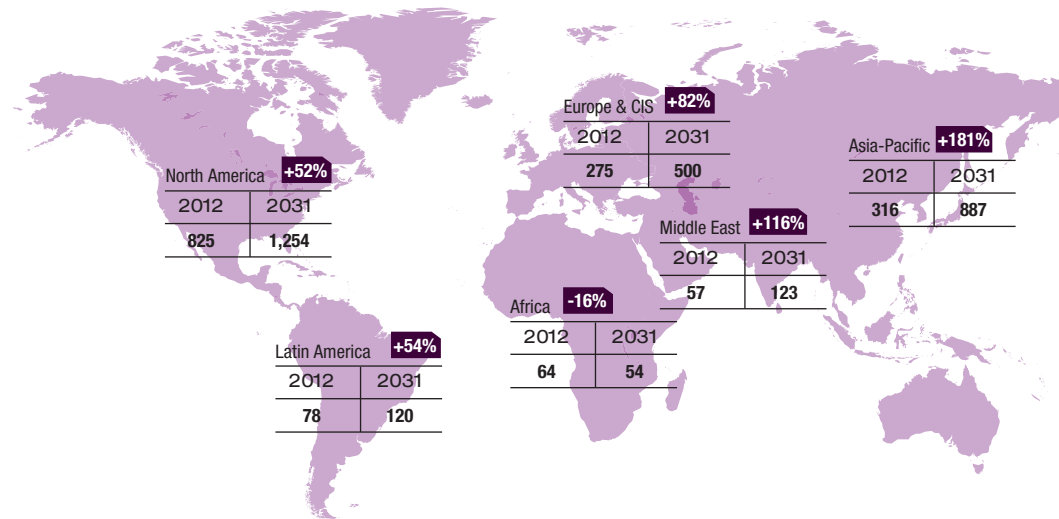 North America +52%
2012 2031
825 1,254
Latin America +54%
2012 2031
78 120
Europe & CIS +82%
2012 2031
275 500
Africa -16%
2012 2031
64 54
Middle East +116%
2012 2031
57 123
Asia-Pacific +181%
2012 2031
316 887